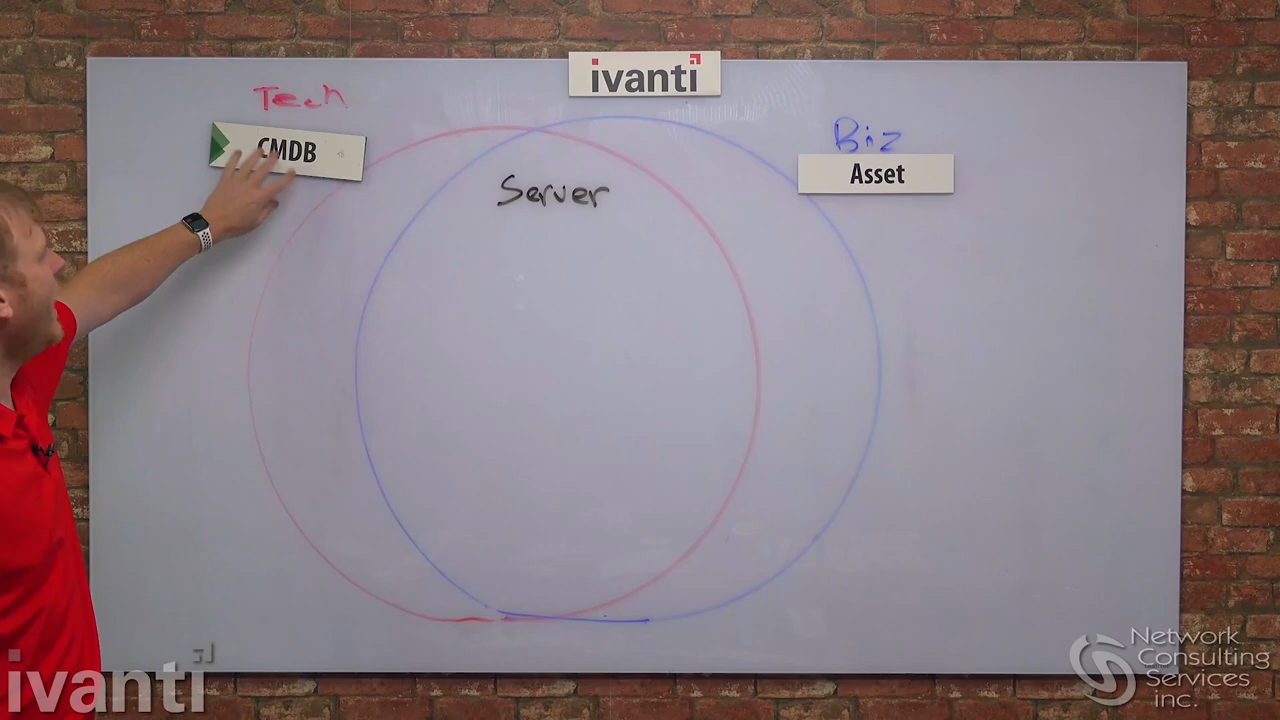 ivanti
Tech
CMDB
Biz
Asset
Server
ivanti
Network
Consulting
Services
inc.